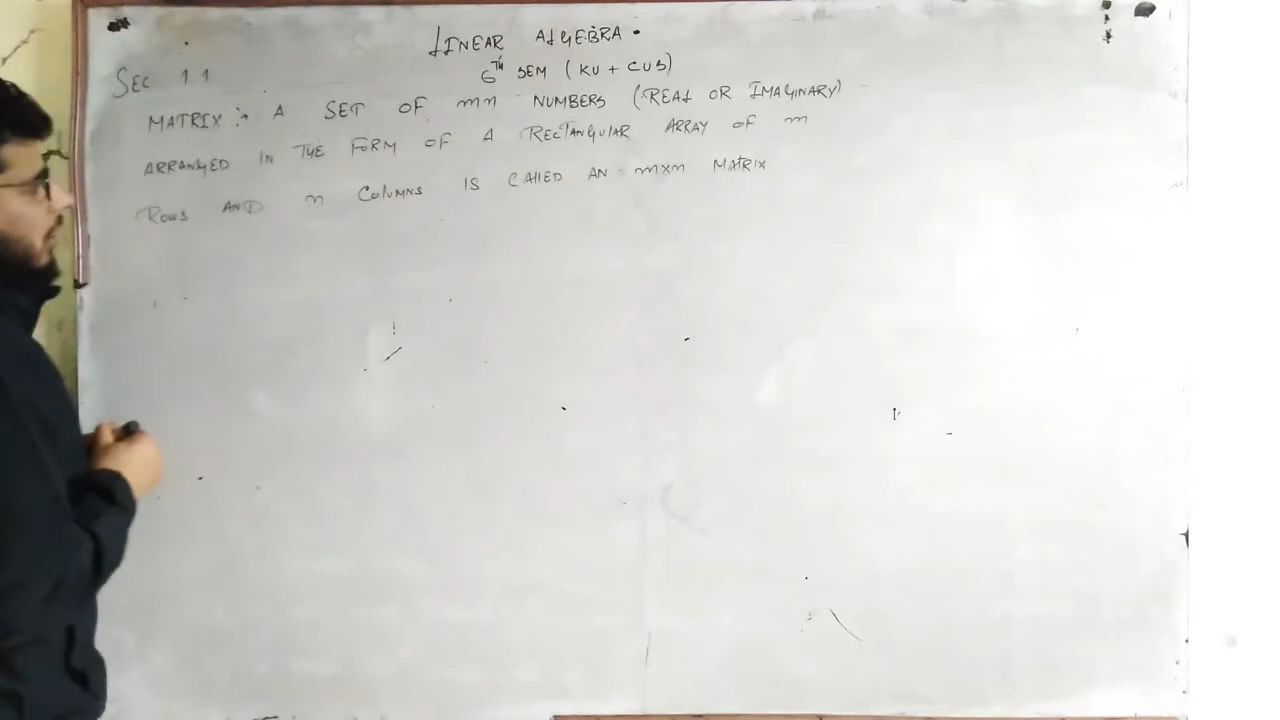 LINEAR ALGEBRA.
6TH SEM (KU + CUS)
SEC 1 1
MATRIX :→ A SET OF mn NUMBERS (REAL OR IMAGINARY)
ARRANGED IN THE FORM OF A RECTANGULAR ARRAY OF m
ROWS AND n COLUMNS IS CALLED AN m×n MATRIX